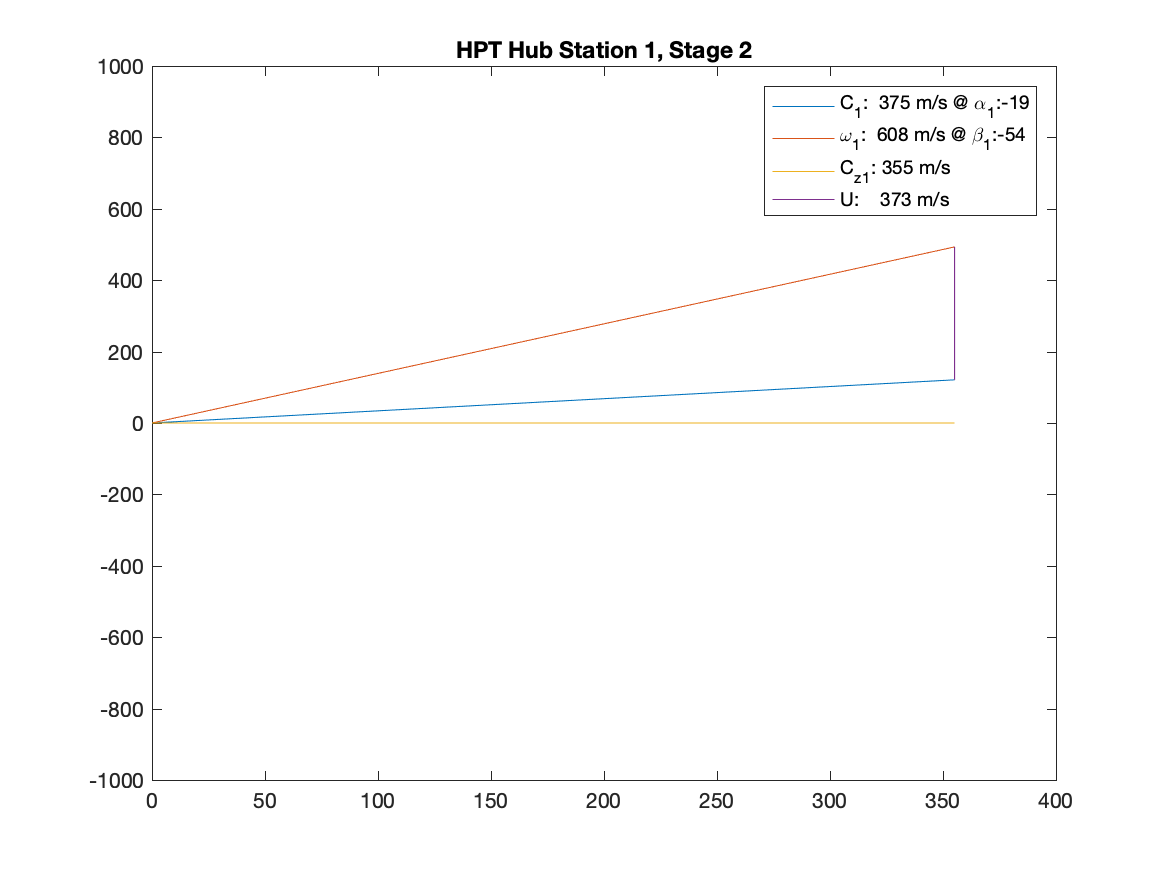 HPT Hub Station 1, Stage 2
1000
800
600
400
200
0
-200
-400
-600
-800
-1000
0 50 100 150 200 250 300 350 400
C₁: 375 m/s @ α₁:-19
ω₁: 608 m/s @ β₁:-54
C_z1: 355 m/s
U: 373 m/s